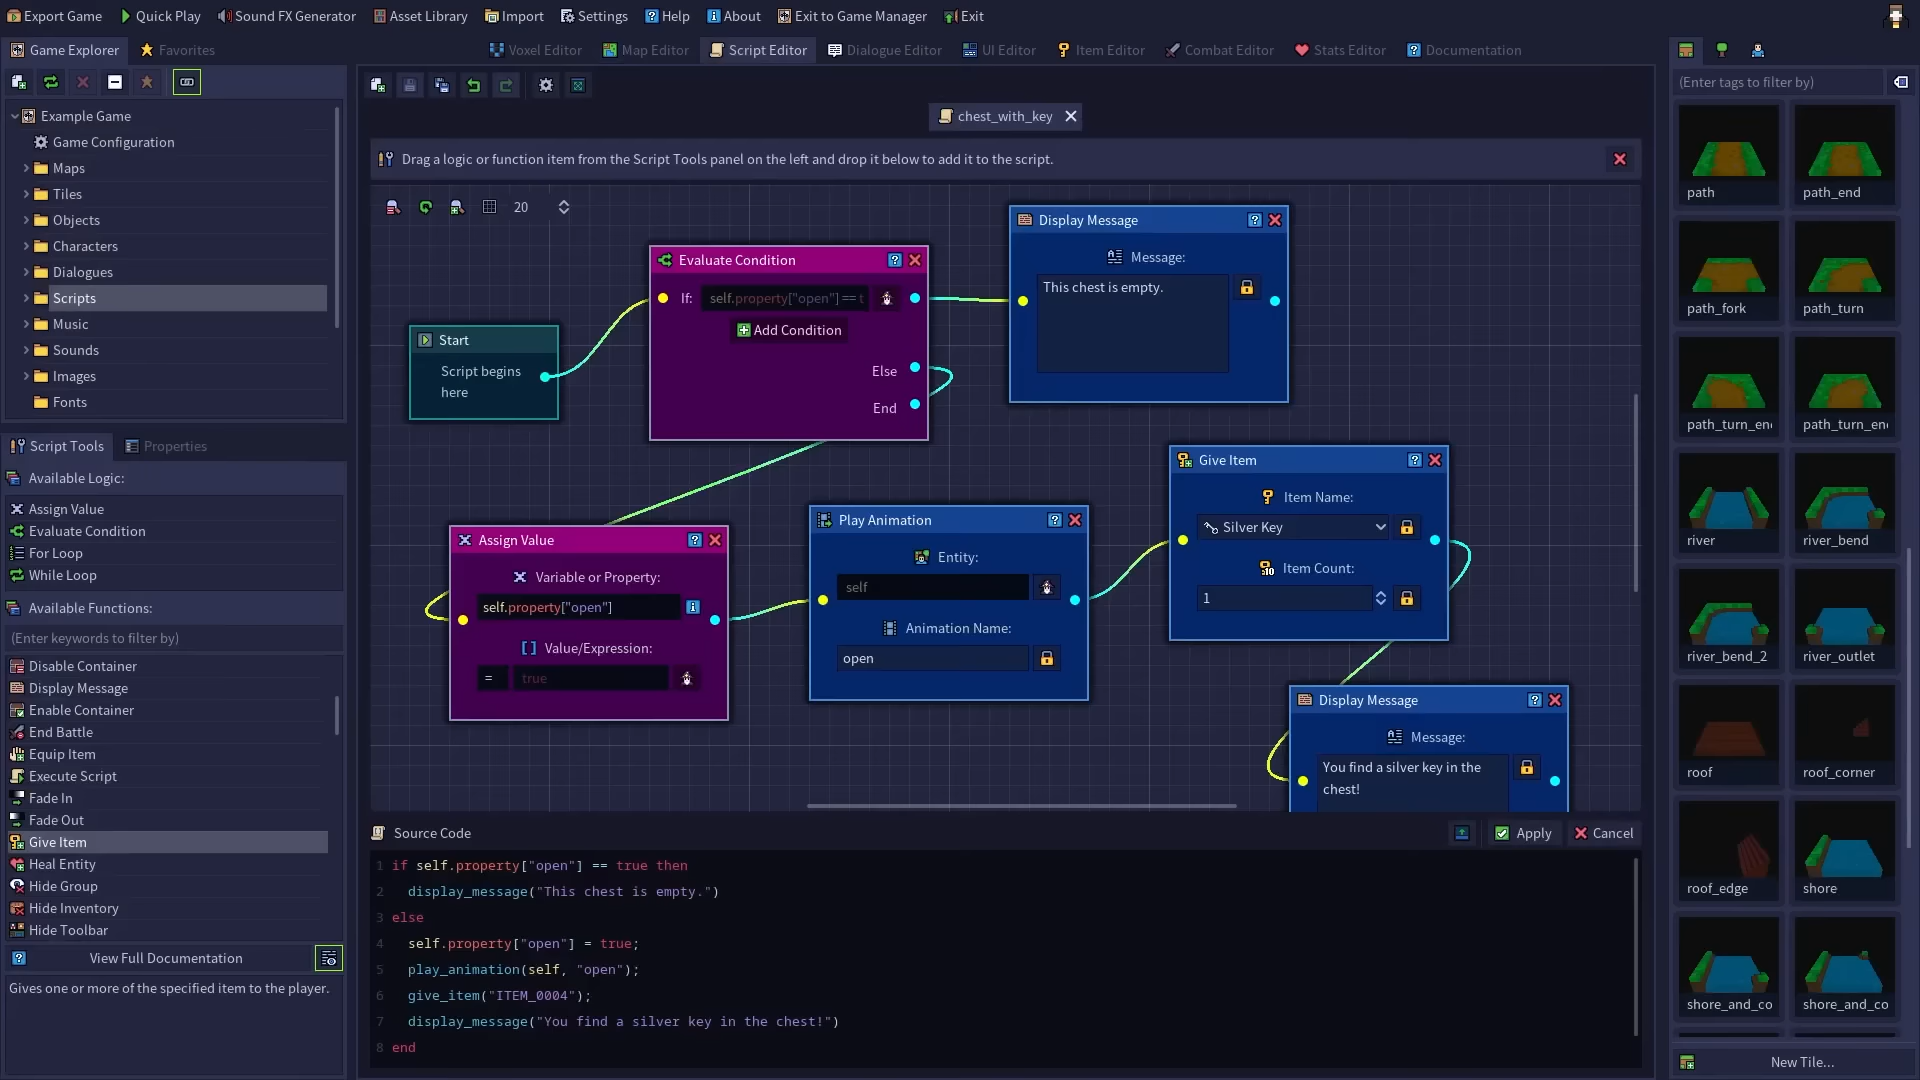 Export Game
Quick Play
Sound FX Generator
Asset Library
Import
Settings
Help
About
Exit to Game Manager
Exit
Game Explorer
Favorites
Voxel Editor
Map Editor
Script Editor
Dialogue Editor
UI Editor
Item Editor
Combat Editor
Stats Editor
Documentation
Example Game
Game Configuration
Maps
Tiles
Objects
Characters
Dialogues
Scripts
Music
Sounds
Images
Fonts
Script Tools
Properties
Available Logic:
Assign Value
Evaluate Condition
For Loop
While Loop
Available Functions:
(Enter keywords to filter by)
Disable Container
Display Message
Enable Container
End Battle
Equip Item
Execute Script
Fade In
Fade Out
Give Item
Heal Entity
Hide Group
Hide Inventory
Hide Toolbar
View Full Documentation
Gives one or more of the specified item to the player.
chest_with_key
Drag a logic or function item from the Script Tools panel on the left and drop it below to add it to the script.
20
Start
Script begins
here
Evaluate Condition
If:
self.property["open"] == t
Add Condition
Else
End
Display Message
Message:
This chest is empty.
Assign Value
Variable or Property:
self.property["open"]
Value/Expression:
=
true
Play Animation
Entity:
self
Animation Name:
open
Give Item
Item Name:
Silver Key
Item Count:
1
Display Message
Message:
You find a silver key in the
chest!
Source Code
Apply
Cancel
1 if self.property["open"] == true then
2 display_message("This chest is empty.")
3 else
4 self.property["open"] = true;
5 play_animation(self, "open");
6 give_item("ITEM_0004");
7 display_message("You find a silver key in the chest!")
8 end
(Enter tags to filter by)
path
path_end
path_fork
path_turn
path_turn_en
path_turn_en
river
river_bend
river_bend_2
river_outlet
roof
roof_corner
roof_edge
shore
shore_and_co
shore_and_co
New Tile...